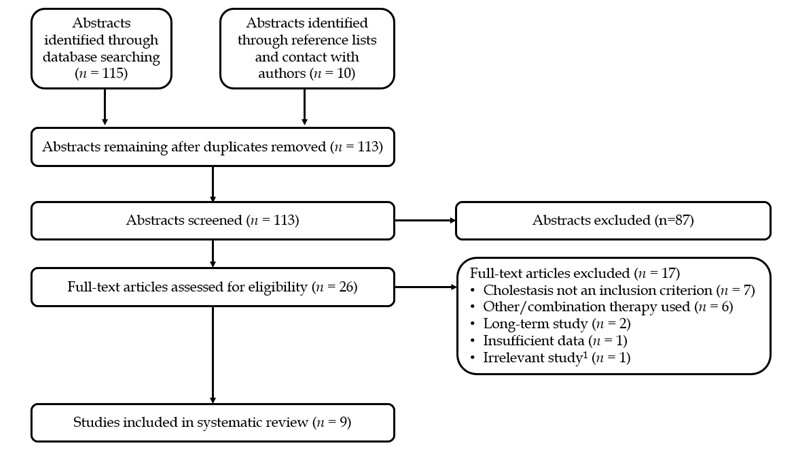 Abstracts
identified through
database searching
(n = 115)
Abstracts identified
through reference lists
and contact with
authors (n = 10)
Abstracts remaining after duplicates removed (n = 113)
Abstracts screened (n = 113)
Abstracts excluded (n=87)
Full-text articles assessed for eligibility (n = 26)
Full-text articles excluded (n = 17)
• Cholestasis not an inclusion criterion (n = 7)
• Other/combination therapy used (n = 6)
• Long-term study (n = 2)
• Insufficient data (n = 1)
• Irrelevant study¹ (n = 1)
Studies included in systematic review (n = 9)